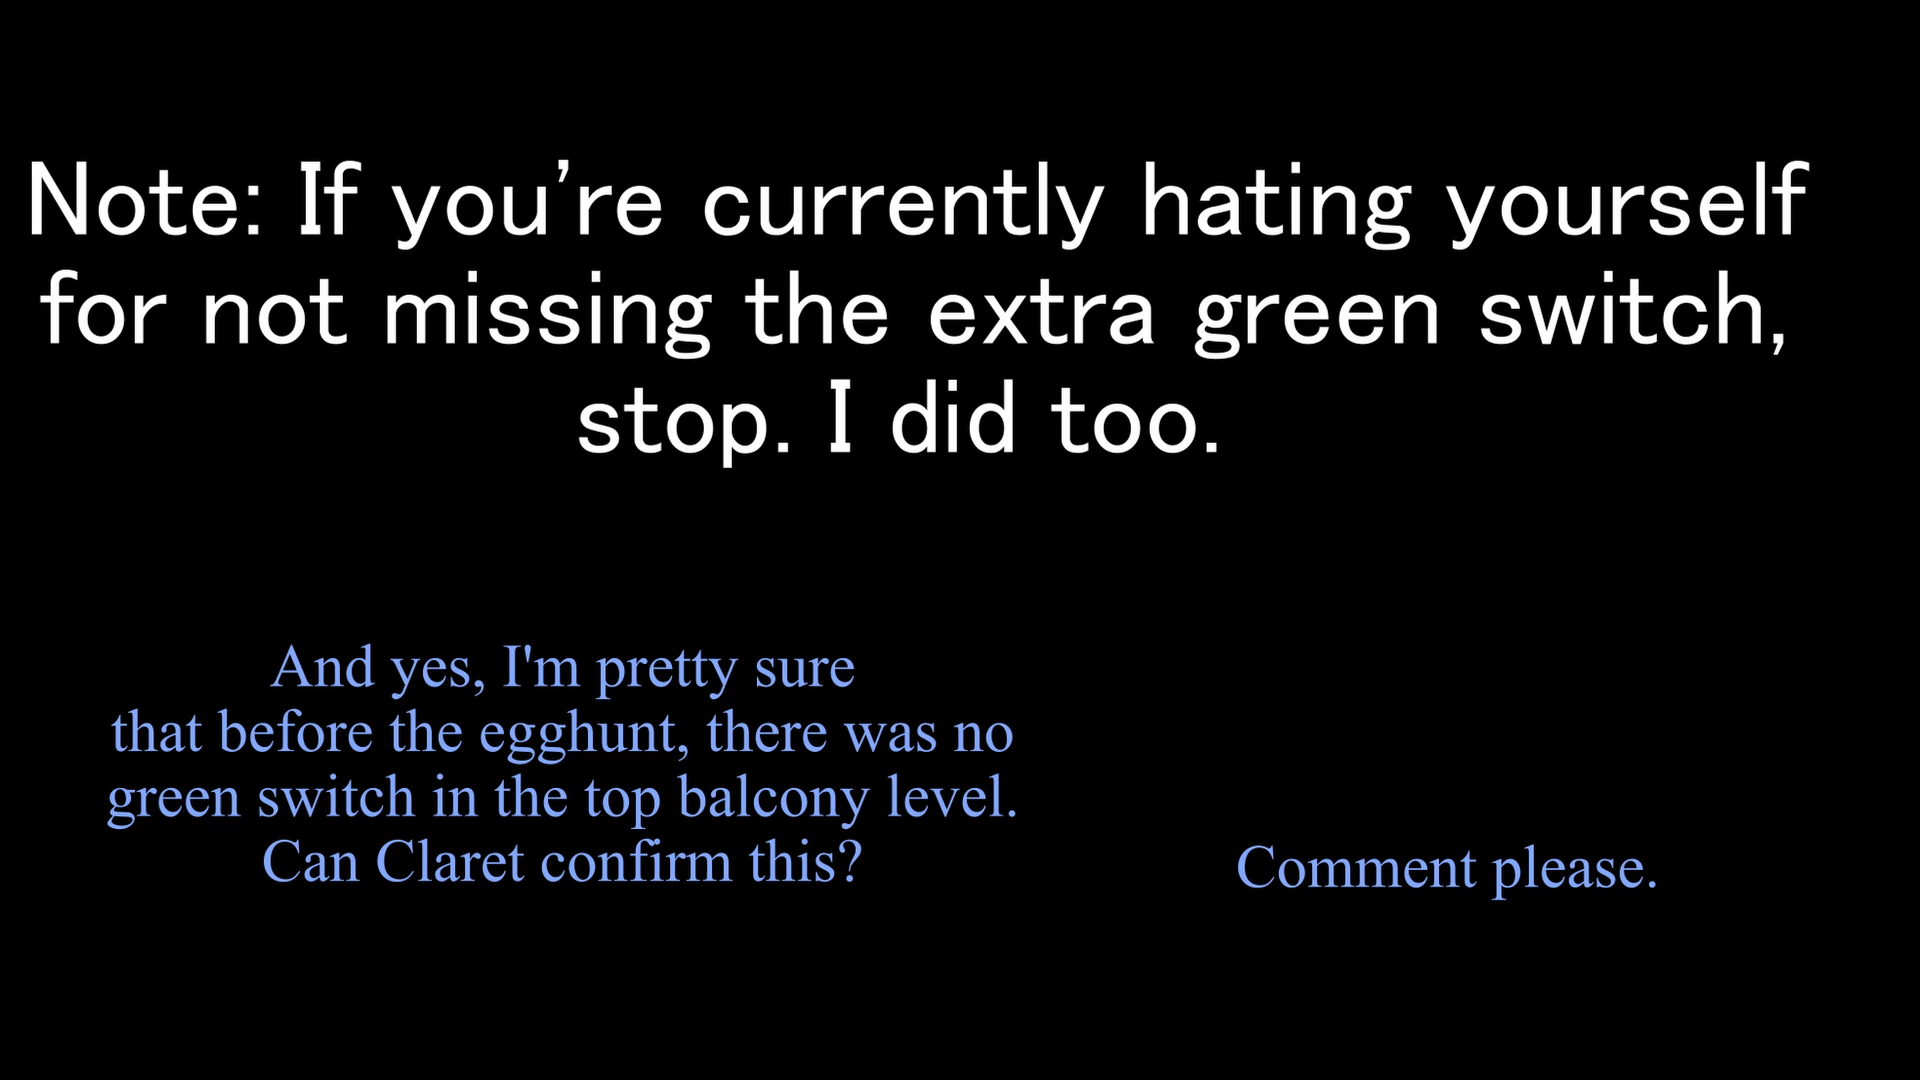 Note: If you’re currently hating yourself
for not missing the extra green switch,
stop. I did too.
And yes, I'm pretty sure
that before the egghunt, there was no
green switch in the top balcony level.
Can Claret confirm this?
Comment please.